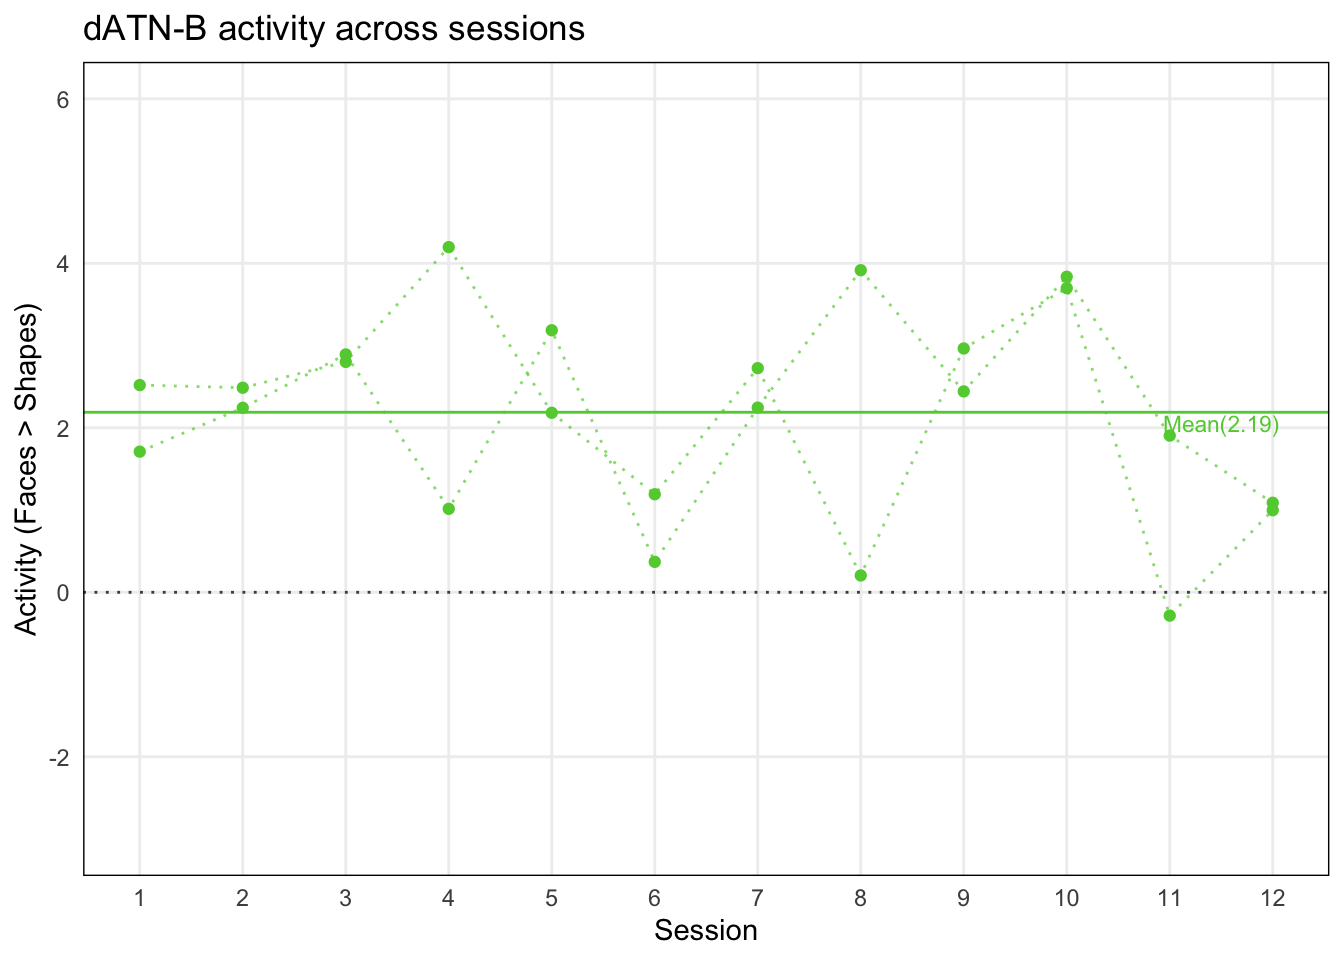 dATN-B activity across sessions
Activity (Faces > Shapes)
6
4
2
0
-2
Mean(2.19)
1 2 3 4 5 6 7 8 9 10 11 12
Session